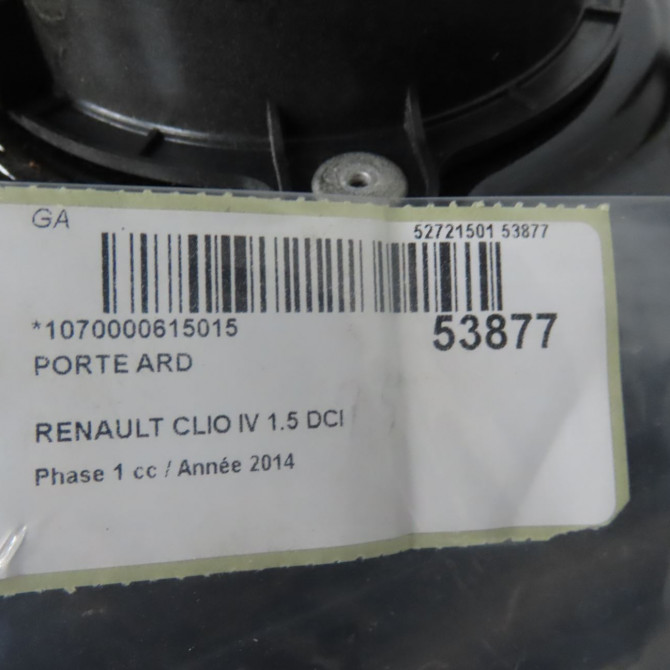 GA
52721501 53877
*1070000615015
53877
PORTE ARD
RENAULT CLIO IV 1.5 DCI
Phase 1 cc / Année 2014